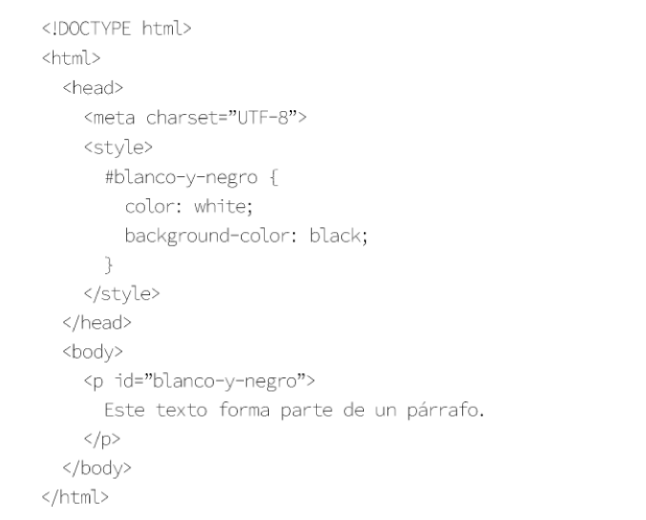 <!DOCTYPE html>
<html>
<head>
<meta charset=”UTF-8”>
<style>
#blanco-y-negro {
color: white;
background-color: black;
}
</style>
</head>
<body>
<p id=”blanco-y-negro”>
Este texto forma parte de un párrafo.
</p>
</body>
</html>